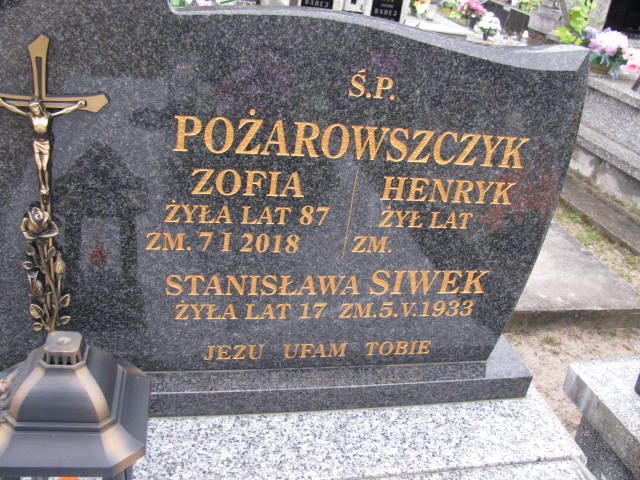 BĄBEJ
Ś.P.
POŻAROWSZCZYK
ZOFIA
ŻYŁA LAT 87
ZM. 7 I 2018
HENRYK
ŻYŁ LAT
ZM.
STANISŁAWA SIWEK
ŻYŁA LAT 17 ZM.5.V.1933
JEZU UFAM TOBIE